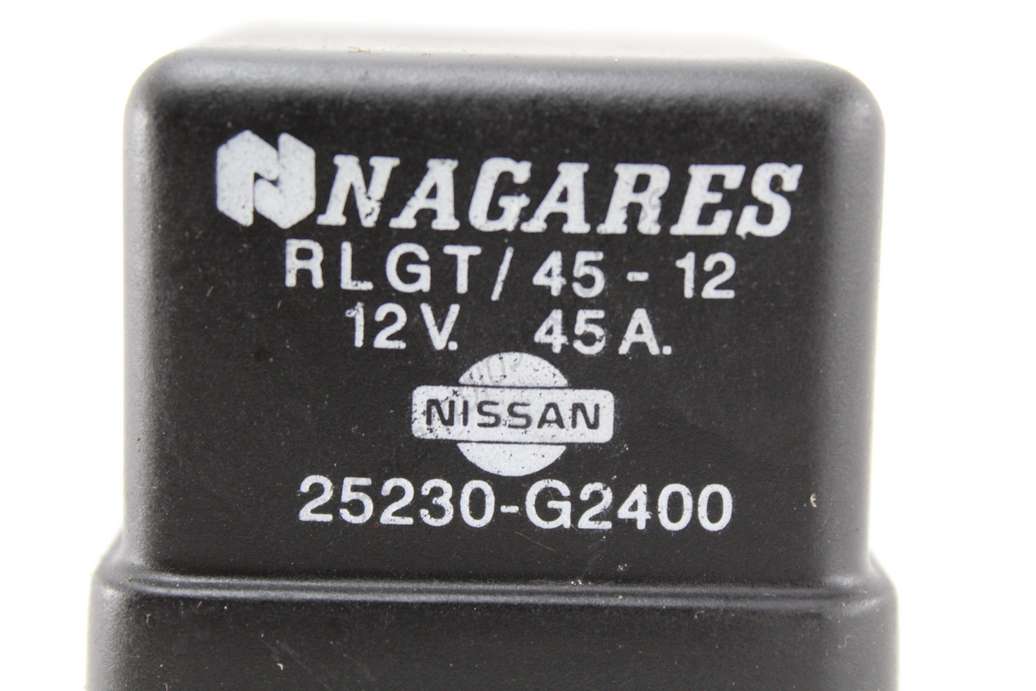 NAGARES
RLGT/45-12
12V. 45A.
NISSAN
25230-G2400